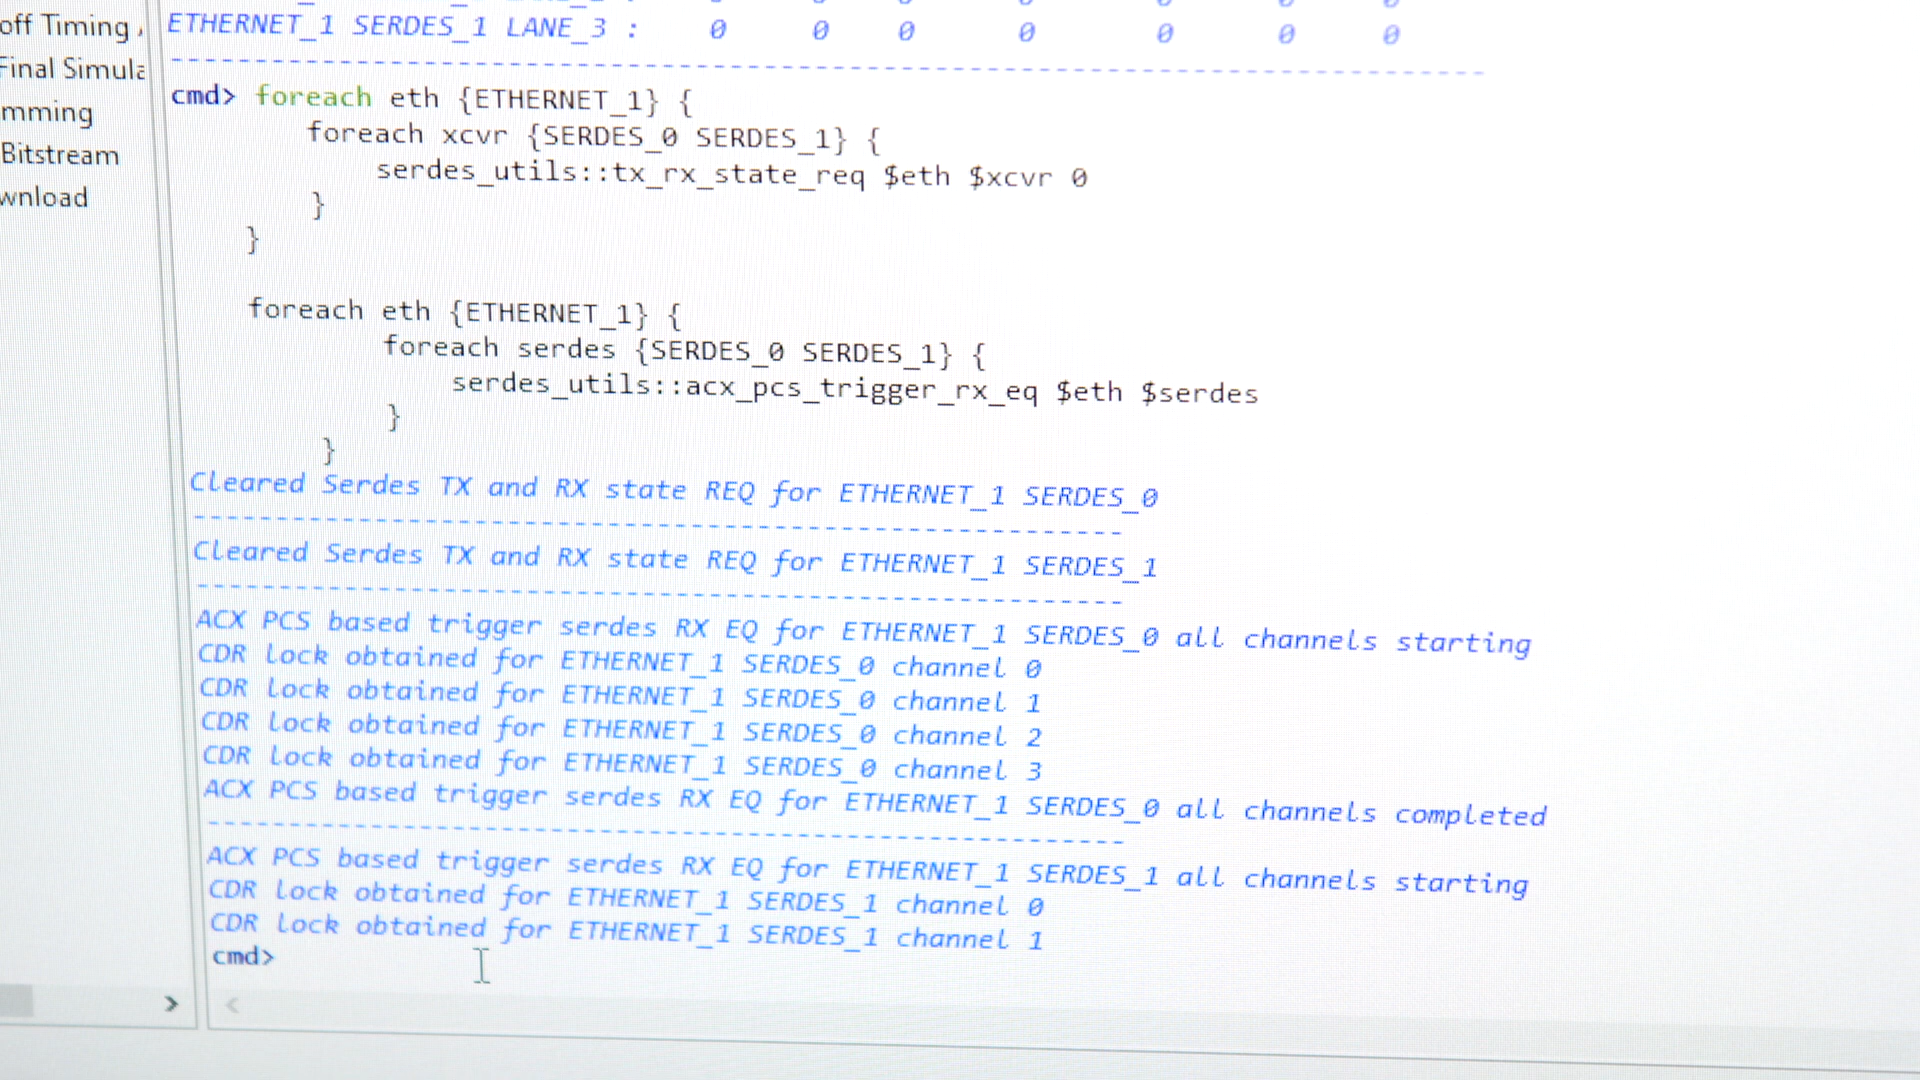 off Timing
Final Simula
mming
Bitstream
wnload
ETHERNET_1 SERDES_1 LANE_3 : 0 0 0 0 0 0 0
cmd> foreach eth {ETHERNET_1} {
foreach xcvr {SERDES_0 SERDES_1} {
serdes_utils::tx_rx_state_req $eth $xcvr 0
}
}
foreach eth {ETHERNET_1} {
foreach serdes {SERDES_0 SERDES_1} {
serdes_utils::acx_pcs_trigger_rx_eq $eth $serdes
}
}
Cleared Serdes TX and RX state REQ for ETHERNET_1 SERDES_0
-------------------------------------------------------
Cleared Serdes TX and RX state REQ for ETHERNET_1 SERDES_1
-------------------------------------------------------
ACX PCS based trigger serdes RX EQ for ETHERNET_1 SERDES_0 all channels starting
CDR lock obtained for ETHERNET_1 SERDES_0 channel 0
CDR lock obtained for ETHERNET_1 SERDES_0 channel 1
CDR lock obtained for ETHERNET_1 SERDES_0 channel 2
CDR lock obtained for ETHERNET_1 SERDES_0 channel 3
ACX PCS based trigger serdes RX EQ for ETHERNET_1 SERDES_0 all channels completed
-------------------------------------------------------
ACX PCS based trigger serdes RX EQ for ETHERNET_1 SERDES_1 all channels starting
CDR lock obtained for ETHERNET_1 SERDES_1 channel 0
CDR lock obtained for ETHERNET_1 SERDES_1 channel 1
cmd>